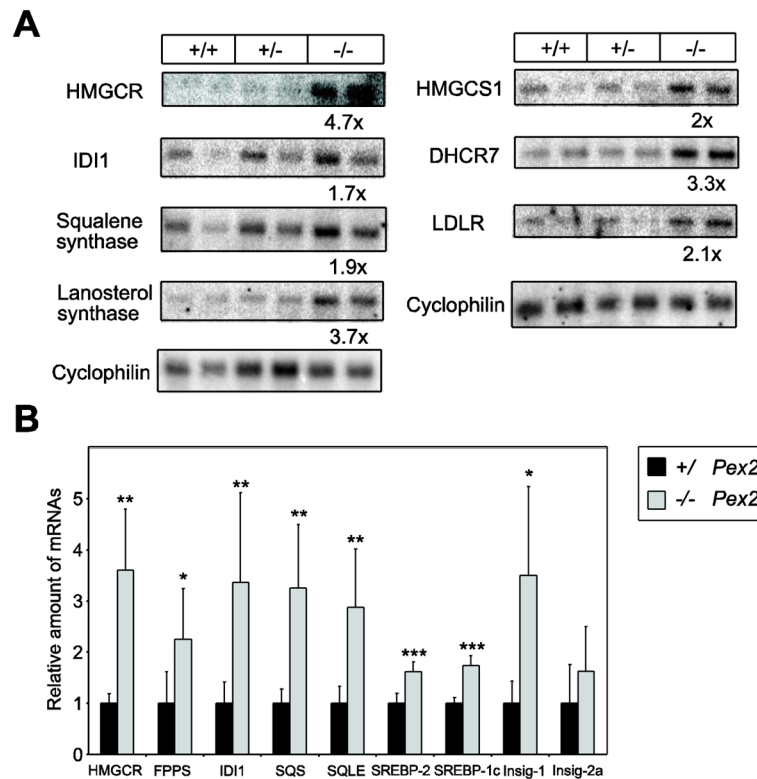 A
+/+ +/- -/-
HMGCR
4.7x
IDI1
1.7x
Squalene
synthase
1.9x
Lanosterol
synthase
3.7x
Cyclophilin
+/+ +/- -/-
HMGCS1
2x
DHCR7
3.3x
LDLR
2.1x
Cyclophilin
B
Relative amount of mRNAs
5
4
3
2
1
0
** * ** ** ** *** *** *
HMGCR FPPS IDI1 SQS SQLE SREBP-2 SREBP-1c Insig-1 Insig-2a
+/ Pex2
-/- Pex2